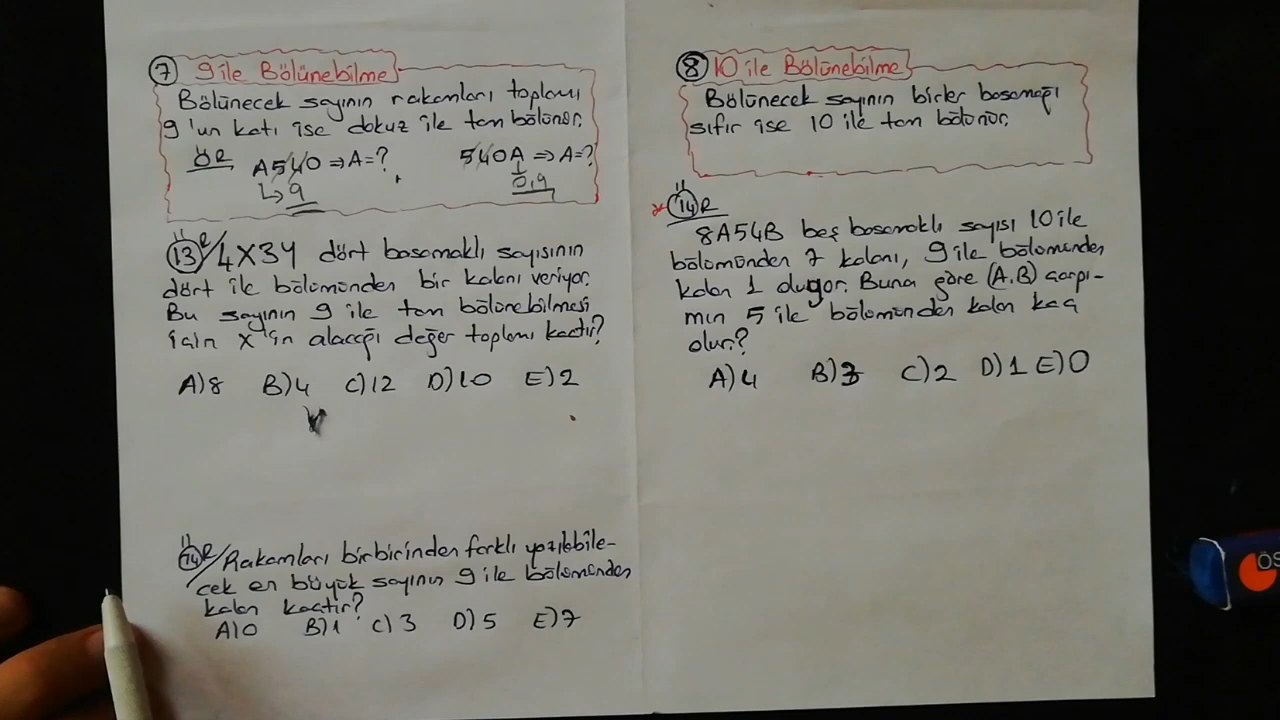 7 9 ile Bölünebilme
Bölünecek sayının rakamları toplamı
9'un katı ise dokuz ile tam bölünür.
ÖR A540 ⇒ A=? 540A ⇒ A=?
↳ 9 0,9
Ö13R/ 4X3Y dört basamaklı sayısının
dört ile bölümünden bir kalanı veriyor.
Bu sayının 9 ile tam bölünebilmesi
için X'in alacağı değer toplamı kaçtır?
A)8 B)4 C)12 D)10 E)2
Ö14R/ Rakamları birbirinden farklı yazılabile-
cek en büyük sayının 9 ile bölümünden
kalan kaçtır?
A)0 B)1 C)3 D)5 E)7
8 10 ile Bölünebilme
Bölünecek sayının birler basamağı
sıfır ise 10 ile tam bölünür.
Ö14R
8A54B beş basamaklı sayısı 10 ile
bölümünden 7 kalanı, 9 ile bölümünden
kalan 1 oluyor. Buna göre (A.B) çarpı-
mın 5 ile bölümünden kalan kaç
olur?
A)4 B)3 C)2 D)1 E)0
ÖS